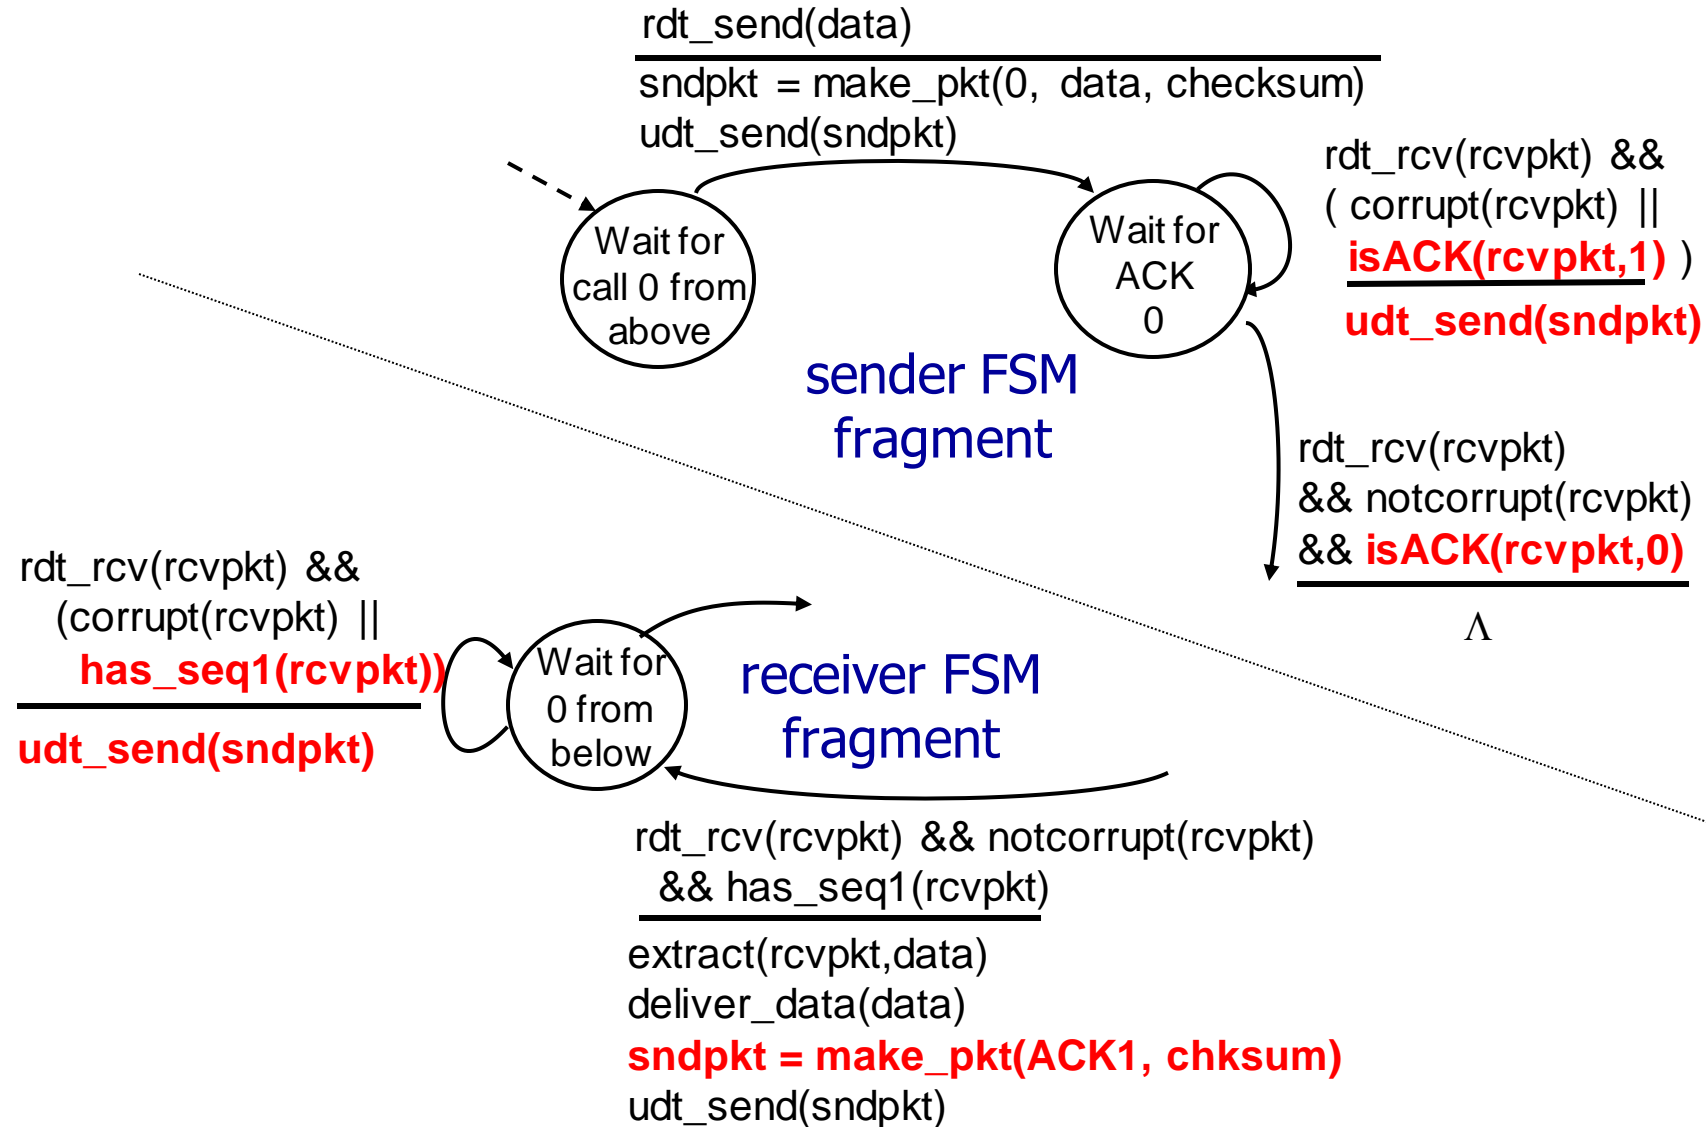 rdt_send(data)
sndpkt = make_pkt(0, data, checksum)
udt_send(sndpkt)
Wait for
call 0 from
above
Wait for
ACK
0
rdt_rcv(rcvpkt) &&
( corrupt(rcvpkt) ||
isACK(rcvpkt,1) )
udt_send(sndpkt)
sender FSM
fragment
rdt_rcv(rcvpkt)
&& notcorrupt(rcvpkt)
&& isACK(rcvpkt,0)
Λ
rdt_rcv(rcvpkt) &&
(corrupt(rcvpkt) ||
has_seq1(rcvpkt))
udt_send(sndpkt)
Wait for
0 from
below
receiver FSM
fragment
rdt_rcv(rcvpkt) && notcorrupt(rcvpkt)
&& has_seq1(rcvpkt)
extract(rcvpkt,data)
deliver_data(data)
sndpkt = make_pkt(ACK1, chksum)
udt_send(sndpkt)